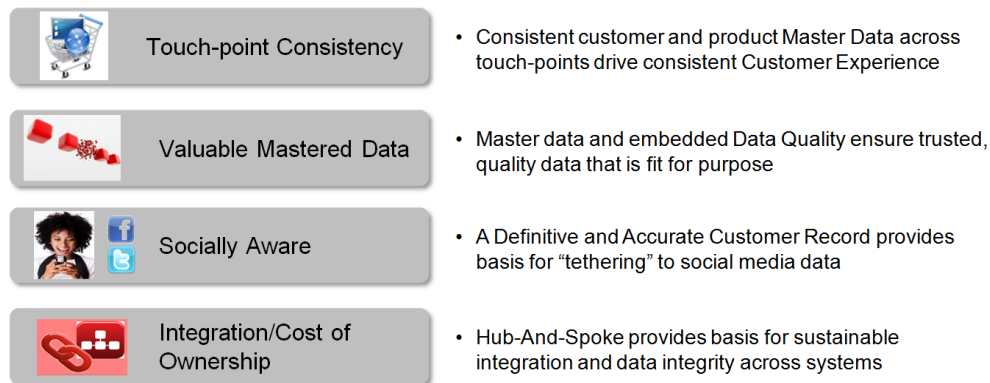 Touch-point Consistency
• Consistent customer and product Master Data across
touch-points drive consistent Customer Experience
Valuable Mastered Data
• Master data and embedded Data Quality ensure trusted,
quality data that is fit for purpose
Socially Aware
• A Definitive and Accurate Customer Record provides
basis for “tethering” to social media data
Integration/Cost of
Ownership
• Hub-And-Spoke provides basis for sustainable
integration and data integrity across systems